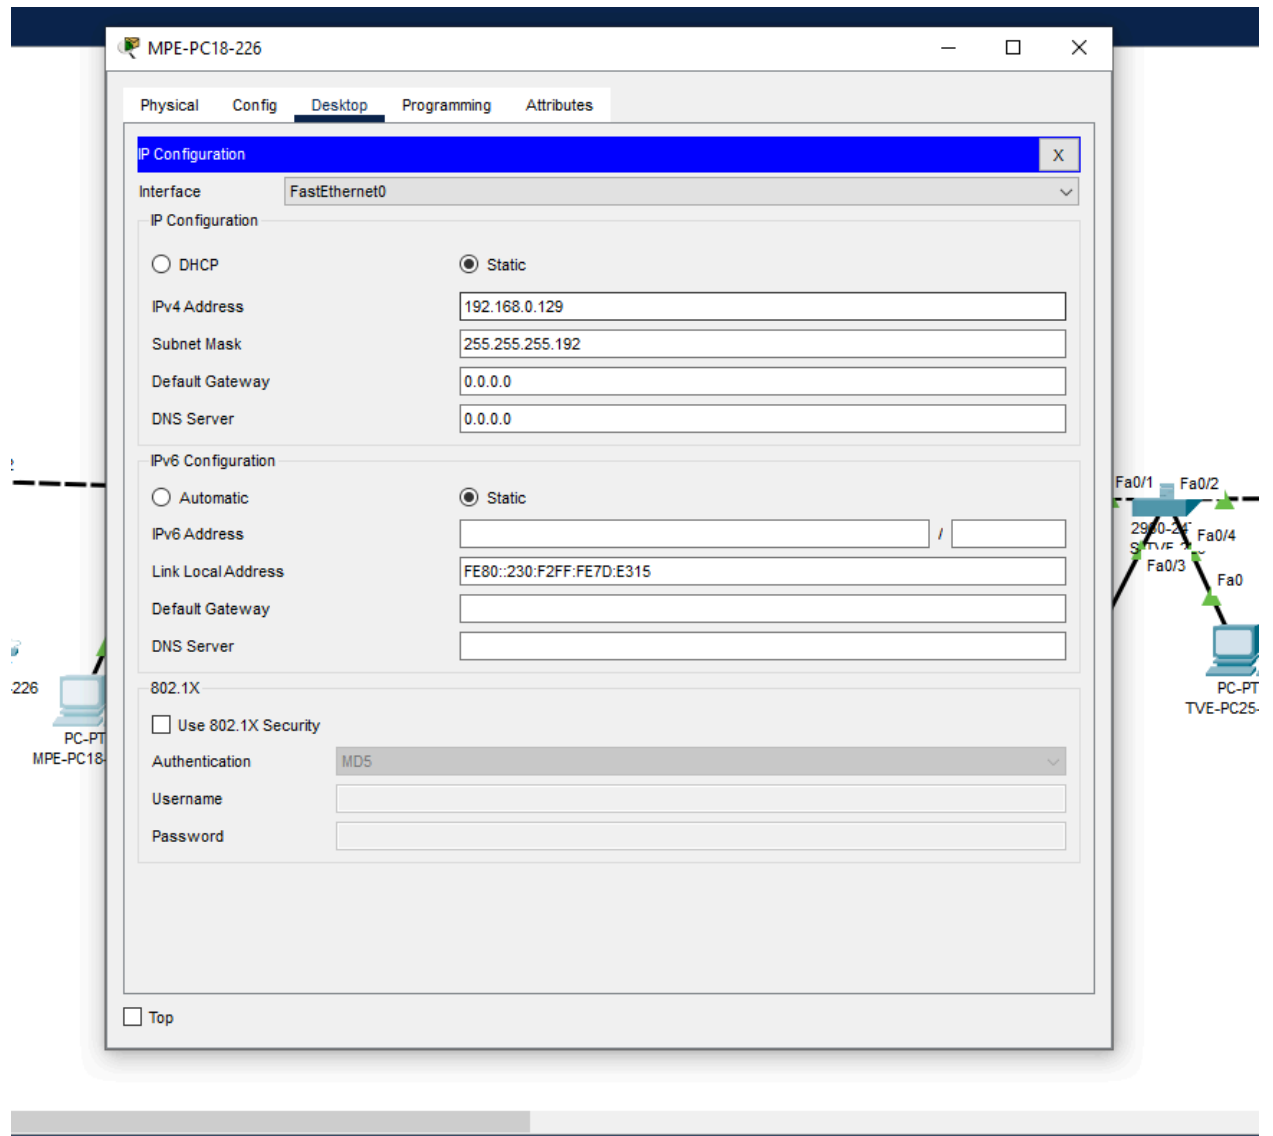 MPE-PC18-226
Physical Config Desktop Programming Attributes
IP Configuration X
Interface FastEthernet0
IP Configuration
DHCP Static
IPv4 Address 192.168.0.129
Subnet Mask 255.255.255.192
Default Gateway 0.0.0.0
DNS Server 0.0.0.0
IPv6 Configuration
Automatic Static
IPv6 Address /
Link Local Address FE80::230:F2FF:FE7D:E315
Default Gateway
DNS Server
802.1X
Use 802.1X Security
Authentication MD5
Username
Password
Top
-226
PC-PT
MPE-PC18-
Fa0/1 Fa0/2
Fa0/4
Fa0/3
Fa0
PC-PT
TVE-PC25-